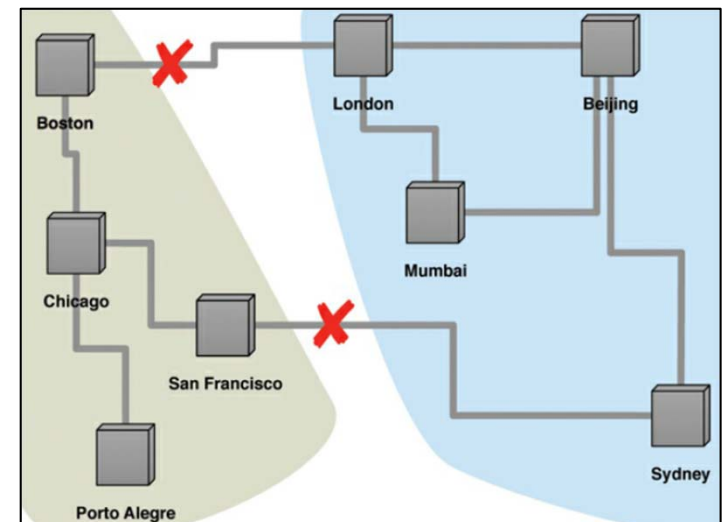 Boston
London
Beijing
Mumbai
Chicago
San Francisco
Sydney
Porto Alegre